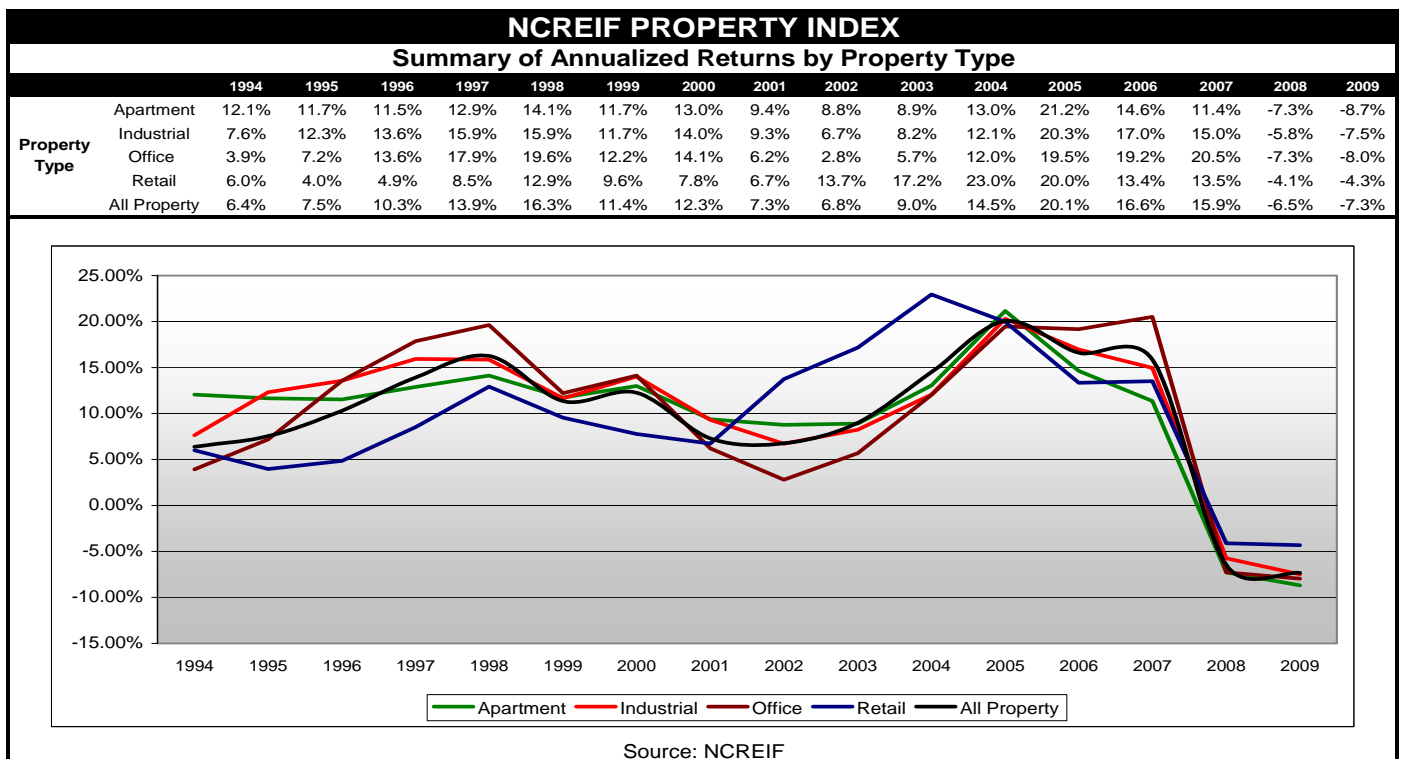 NCREIF PROPERTY INDEX
Summary of Annualized Returns by Property Type
1994 1995 1996 1997 1998 1999 2000 2001 2002 2003 2004 2005 2006 2007 2008 2009
Property Type
Apartment 12.1% 11.7% 11.5% 12.9% 14.1% 11.7% 13.0% 9.4% 8.8% 8.9% 13.0% 21.2% 14.6% 11.4% -7.3% -8.7%
Industrial 7.6% 12.3% 13.6% 15.9% 15.9% 11.7% 14.0% 9.3% 6.7% 8.2% 12.1% 20.3% 17.0% 15.0% -5.8% -7.5%
Office 3.9% 7.2% 13.6% 17.9% 19.6% 12.2% 14.1% 6.2% 2.8% 5.7% 12.0% 19.5% 19.2% 20.5% -7.3% -8.0%
Retail 6.0% 4.0% 4.9% 8.5% 12.9% 9.6% 7.8% 6.7% 13.7% 17.2% 23.0% 20.0% 13.4% 13.5% -4.1% -4.3%
All Property 6.4% 7.5% 10.3% 13.9% 16.3% 11.4% 12.3% 7.3% 6.8% 9.0% 14.5% 20.1% 16.6% 15.9% -6.5% -7.3%
25.00%
20.00%
15.00%
10.00%
5.00%
0.00%
-5.00%
-10.00%
-15.00%
1994 1995 1996 1997 1998 1999 2000 2001 2002 2003 2004 2005 2006 2007 2008 2009
Apartment Industrial Office Retail All Property
Source: NCREIF